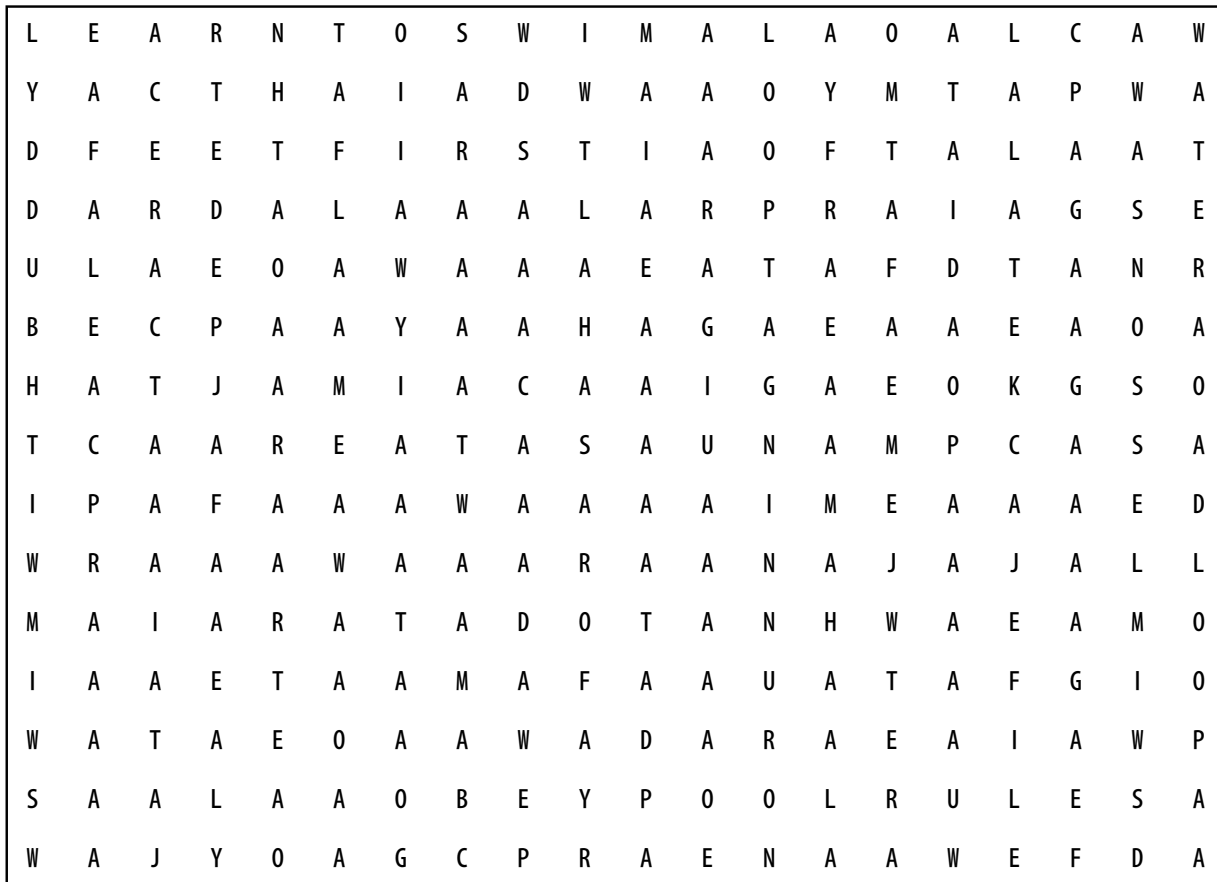 L E A R N T O S W I M A L A O A L C A W
Y A C T H A I A D W A A O Y M T A P W A
D F E E T F I R S T I A O F T A L A A T
D A R D A L A A A L A R P R A I A G S E
U L A E O A W A A A E A T A F D T A N R
B E C P A A Y A A H A G A E A A E A O A
H A T J A M I A C A A I G A E O K G S O
T C A A R E A T A S A U N A M P C A S A
I P A F A A A W A A A A I M E A A A E D
W R A A A W A A A R A A N A J A J A L L
M A I A R A T A D O T A N H W A E A M O
I A A E T A A M A F A A U A T A F G I O
W A T A E O A A W A D A R A E A I A W P
S A A L A A O B E Y P O O L R U L E S A
W A J Y O A G C P R A E N A A W E F D A